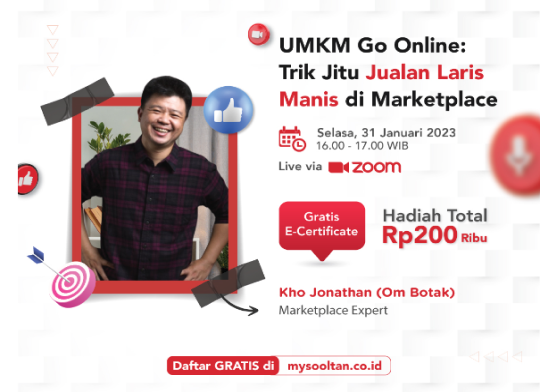 UMKM Go Online:
Trik Jitu Jualan Laris
Manis di Marketplace
Selasa, 31 Januari 2023
16.00 - 17.00 WIB
Live via zoom
Gratis
E-Certificate
Hadiah Total
Rp200 Ribu
Kho Jonathan (Om Botak)
Marketplace Expert
Daftar GRATIS di mysooltan.co.id